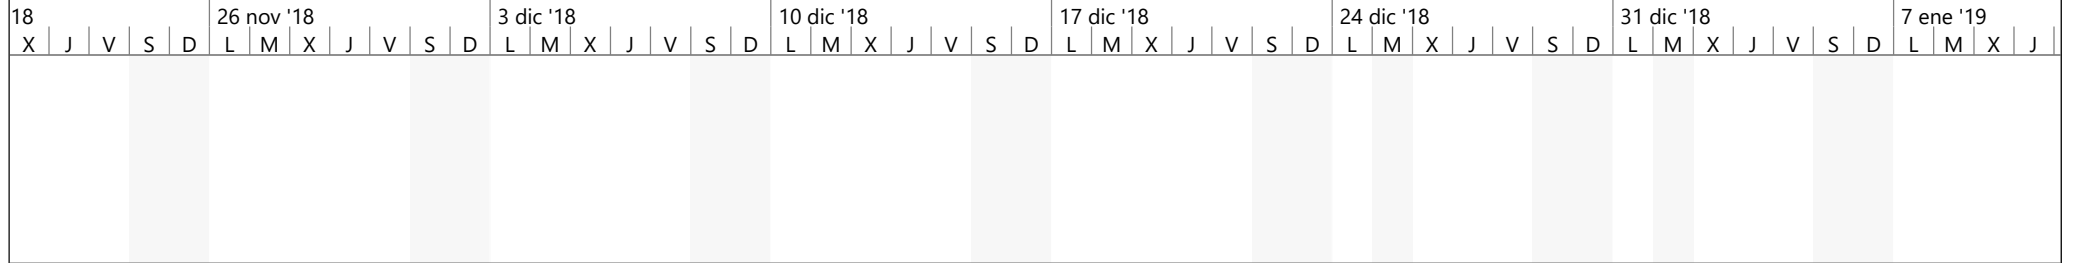 18 26 nov '18 3 dic '18 10 dic '18 17 dic '18 24 dic '18 31 dic '18 7 ene '19
X J V S D L M X J V S D L M X J V S D L M X J V S D L M X J V S D L M X J V S D L M X J V S D L M X J